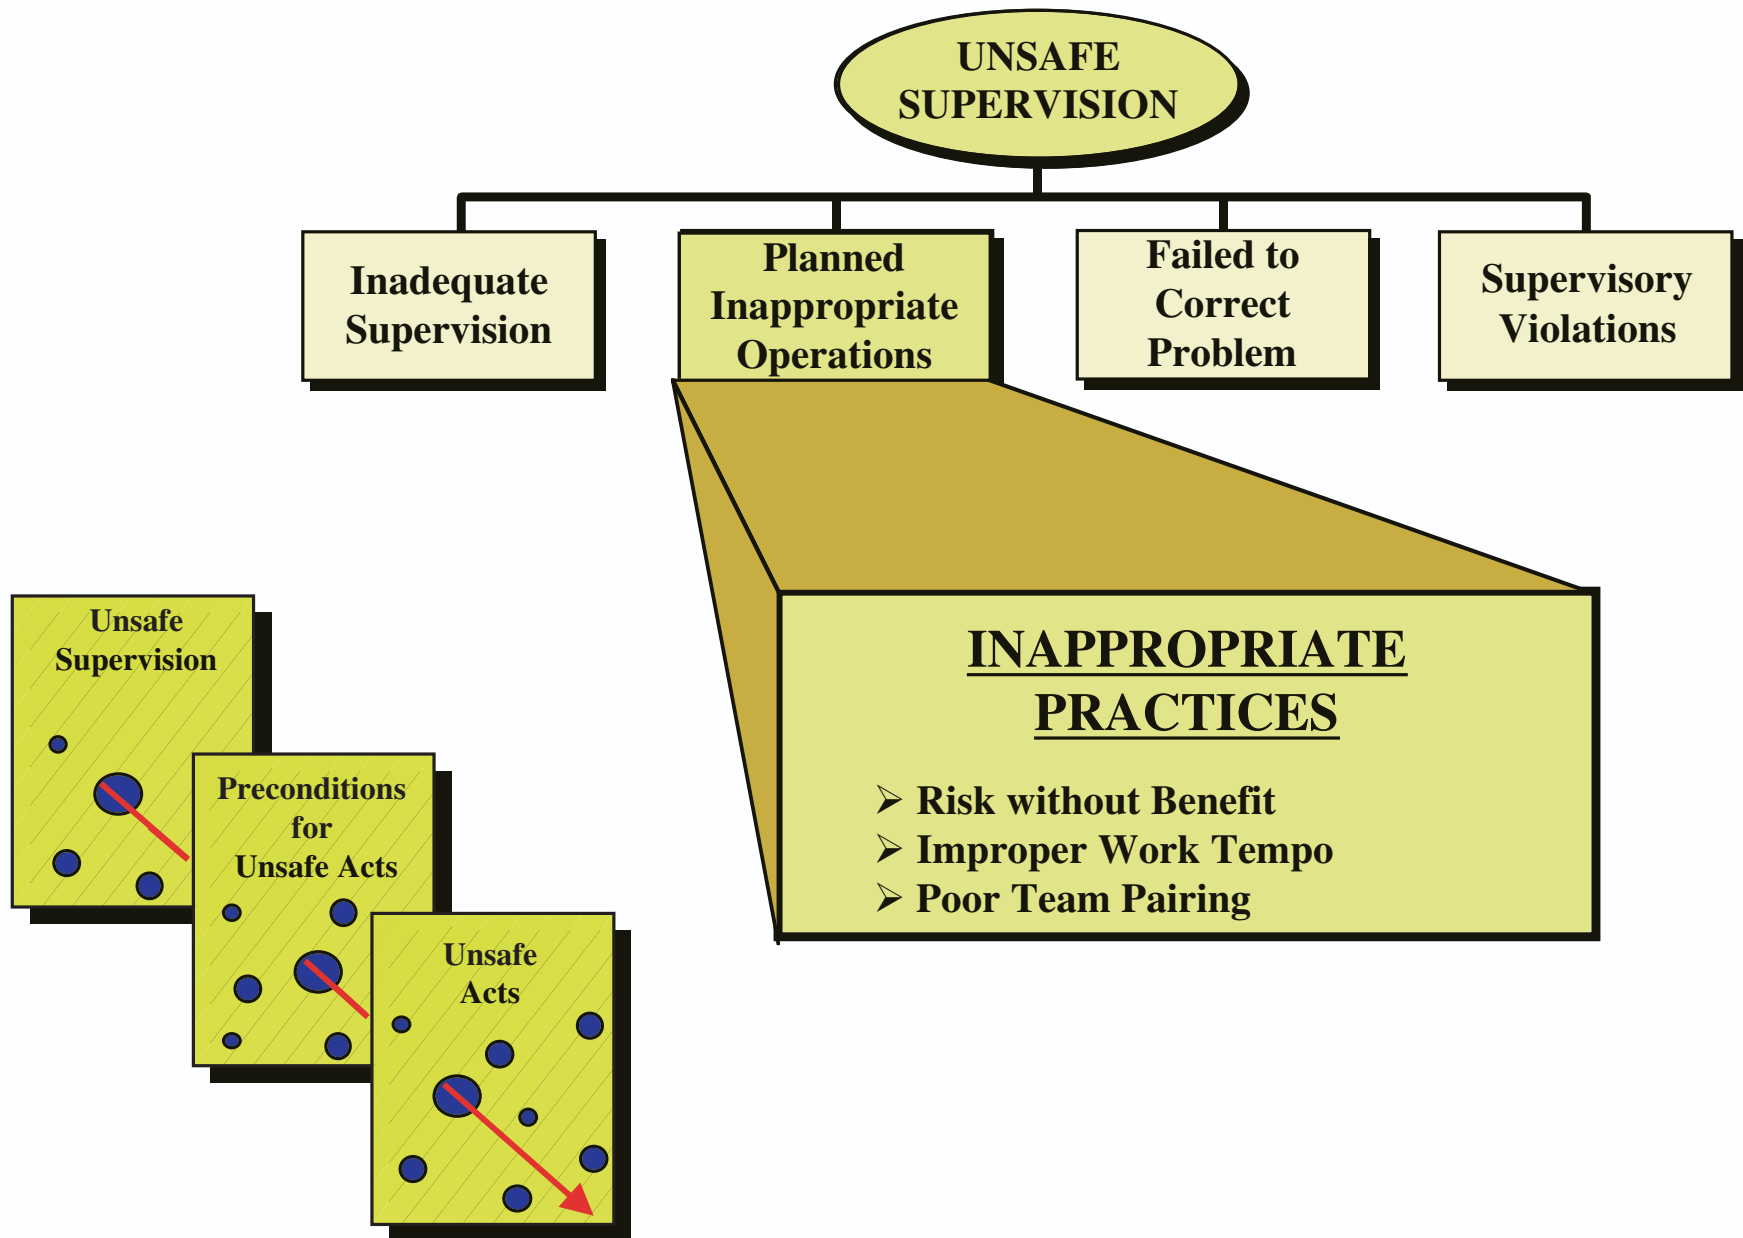 UNSAFE
SUPERVISION
Inadequate
Supervision
Planned
Inappropriate
Operations
Failed to
Correct
Problem
Supervisory
Violations
INAPPROPRIATE
PRACTICES
➢ Risk without Benefit
➢ Improper Work Tempo
➢ Poor Team Pairing
Unsafe
Supervision
Preconditions
for
Unsafe Acts
Unsafe
Acts